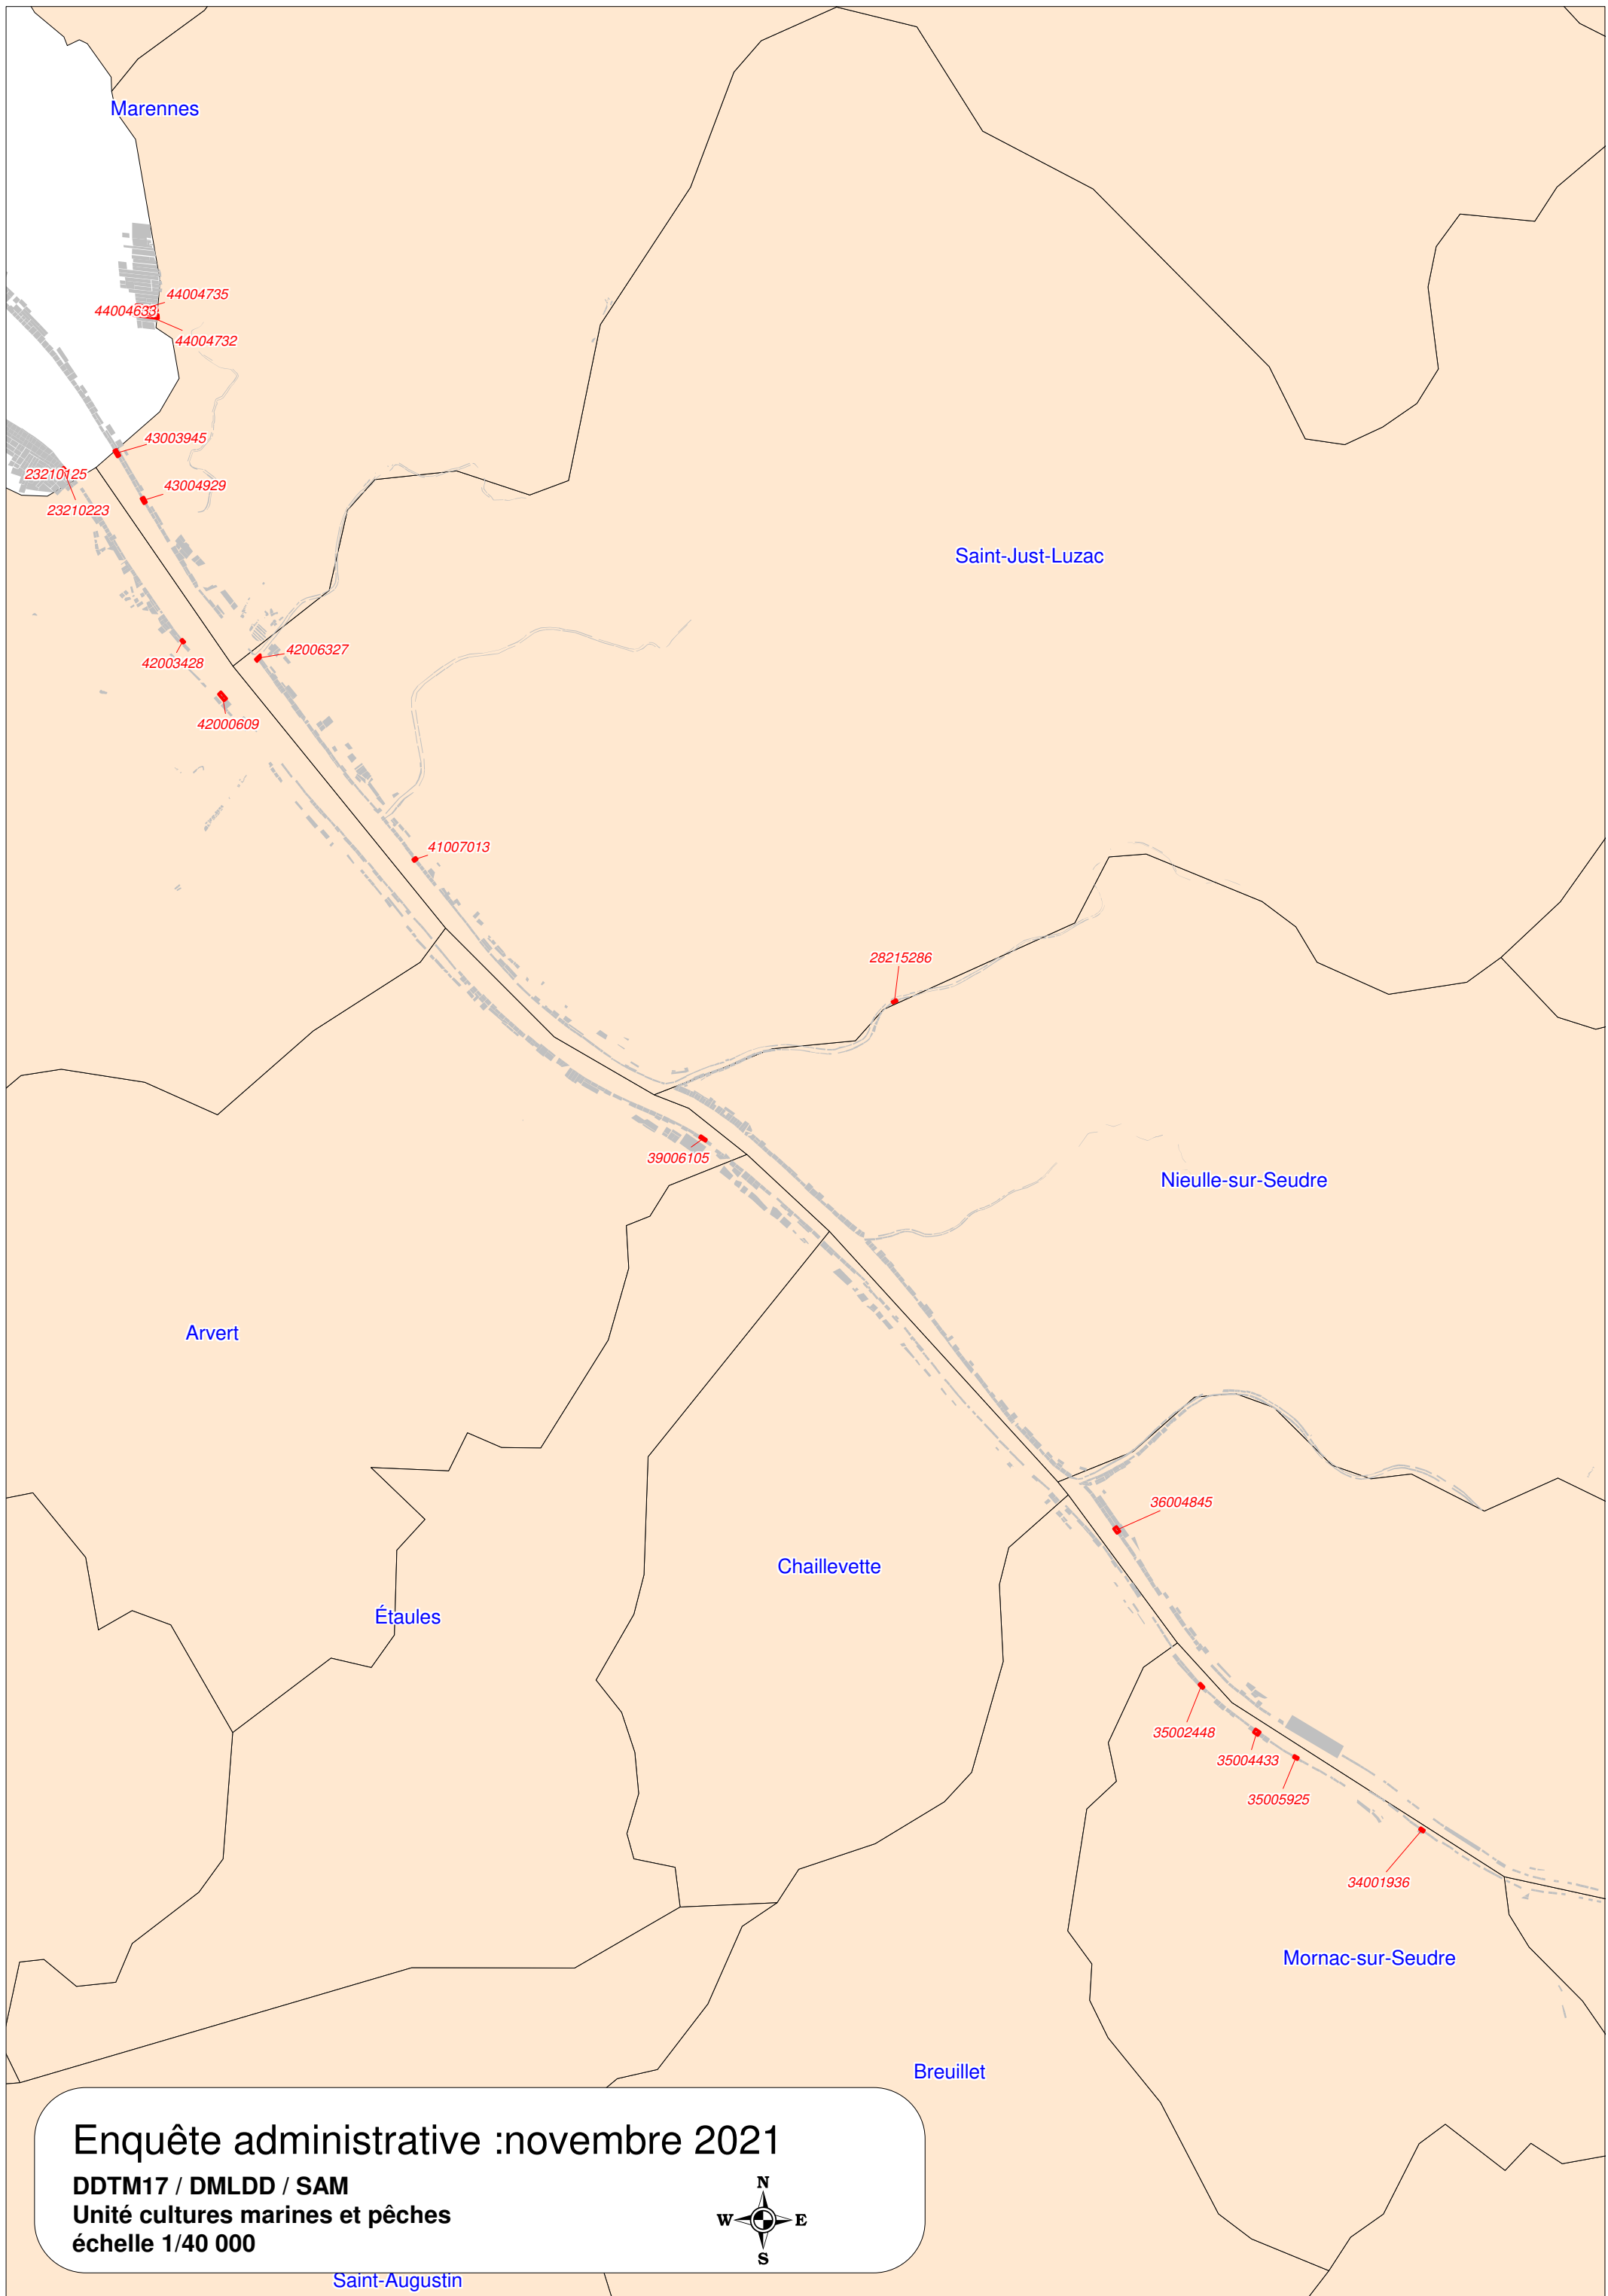 Marennes
44004735
44004633
44004732
43003945
23210125
43004929
23210223
Saint-Just-Luzac
42006327
42003428
42000609
41007013
28215286
39006105
Nieulle-sur-Seudre
Arvert
36004845
Chaillevette
Étaules
35002448
35004433
35005925
34001936
Mornac-sur-Seudre
Breuillet
Enquête administrative :novembre 2021
DDTM17 / DMLDD / SAM
Unité cultures marines et pêches
échelle 1/40 000
N
W E
S
Saint-Augustin